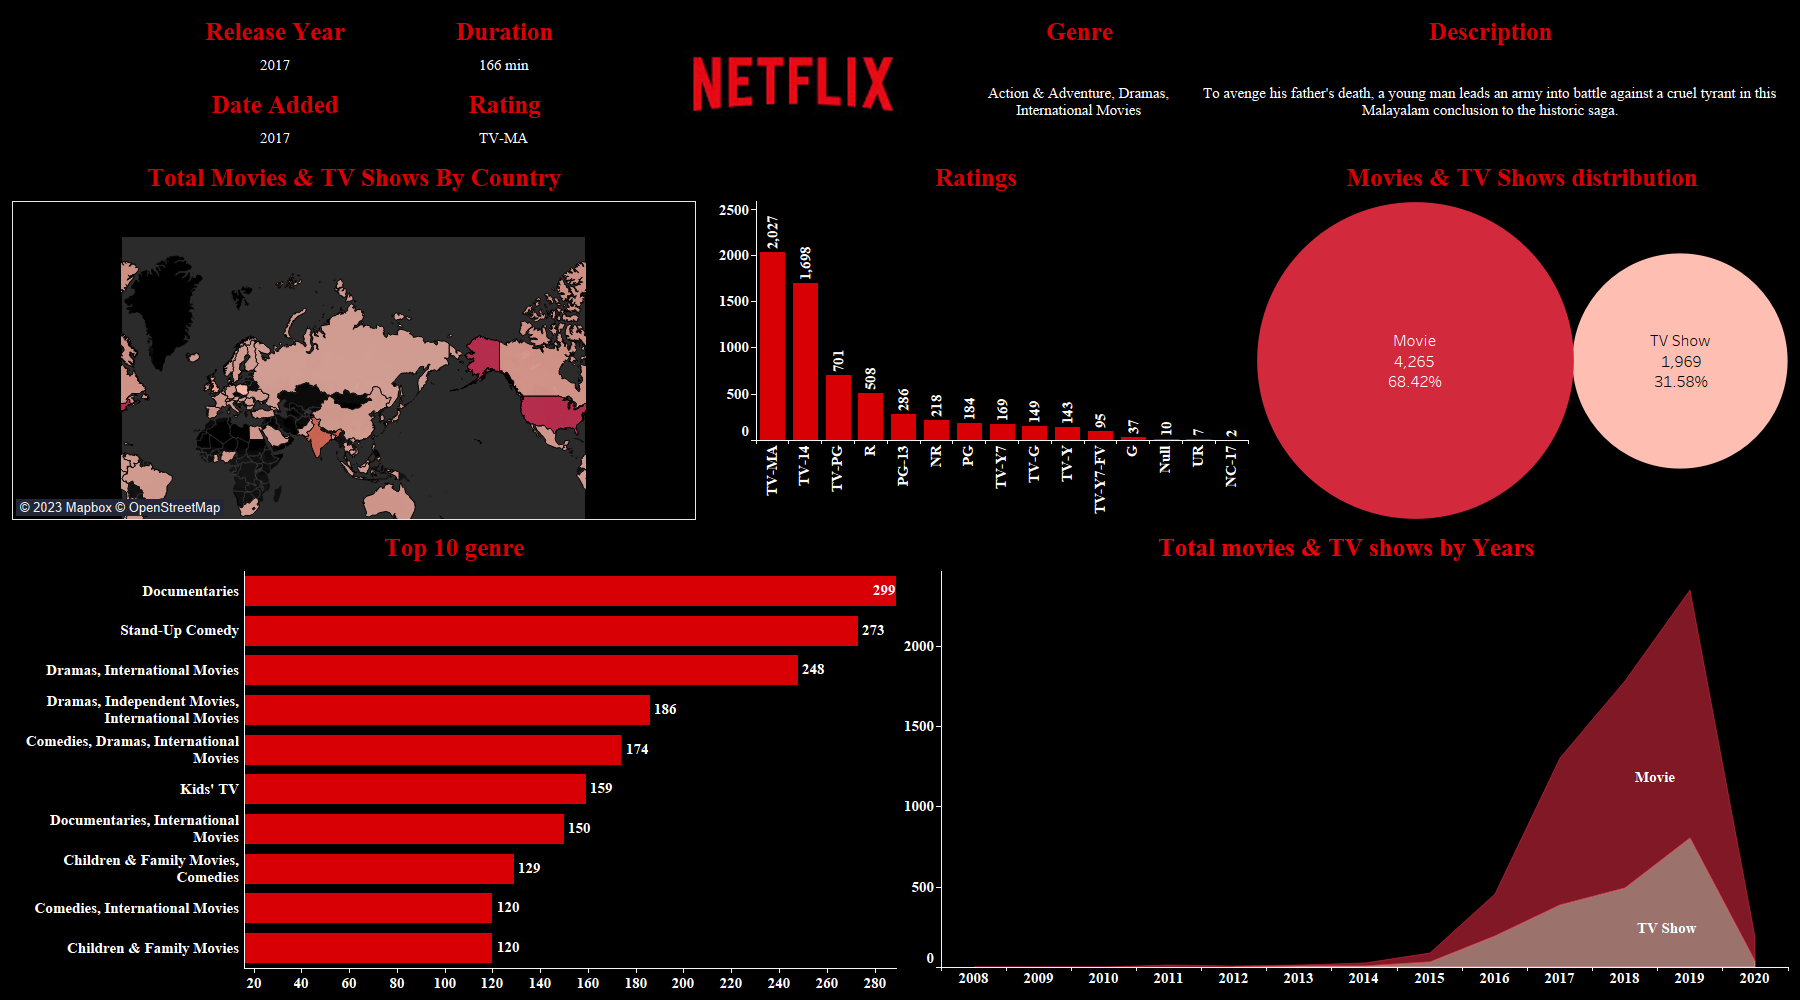 Release Year
2017
Date Added
2017
Duration
166 min
Rating
TV-MA
NETFLIX
Genre
Action & Adventure, Dramas,
International Movies
Description
To avenge his father's death, a young man leads an army into battle against a cruel tyrant in this
Malayalam conclusion to the historic saga.
Total Movies & TV Shows By Country
© 2023 Mapbox © OpenStreetMap
Ratings
2500
2000
1500
1000
500
0
2,027
1,698
701
508
286
218
184
169
149
143
95
37
10
7
2
TV-MA
TV-14
TV-PG
R
PG-13
NR
PG
TV-Y7
TV-G
TV-Y
TV-Y7-FV
G
Null
UR
NC-17
Movies & TV Shows distribution
Movie
4,265
68.42%
TV Show
1,969
31.58%
Top 10 genre
Documentaries
299
Stand-Up Comedy
273
Dramas, International Movies
248
Dramas, Independent Movies,
International Movies
186
Comedies, Dramas, International
Movies
174
Kids' TV
159
Documentaries, International
Movies
150
Children & Family Movies,
Comedies
129
Comedies, International Movies
120
Children & Family Movies
120
20 40 60 80 100 120 140 160 180 200 220 240 260 280
Total movies & TV shows by Years
2000
1500
1000
500
0
Movie
TV Show
2008 2009 2010 2011 2012 2013 2014 2015 2016 2017 2018 2019 2020